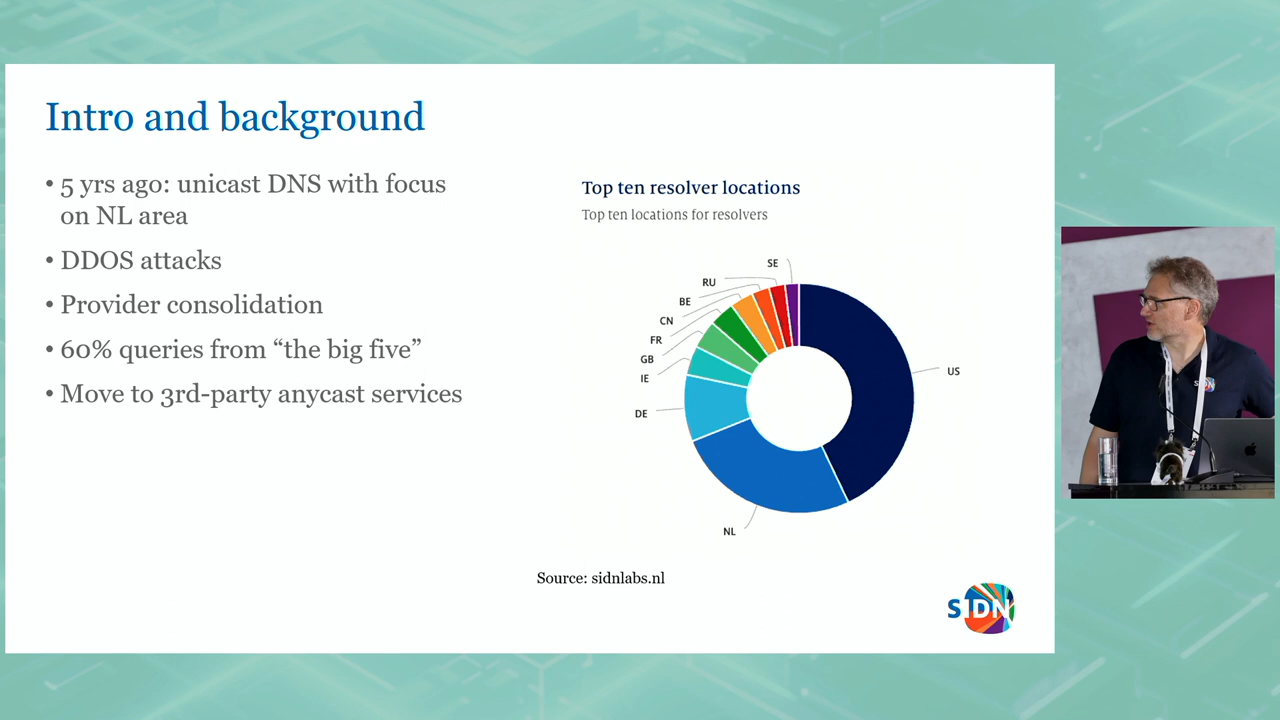 Intro and background
• 5 yrs ago: unicast DNS with focus
on NL area
• DDOS attacks
• Provider consolidation
• 60% queries from “the big five”
• Move to 3rd-party anycast services
Top ten resolver locations
Top ten locations for resolvers
SE
RU
BE
CN
FR
GB
IE
DE
NL
US
Source: sidnlabs.nl
SIDN